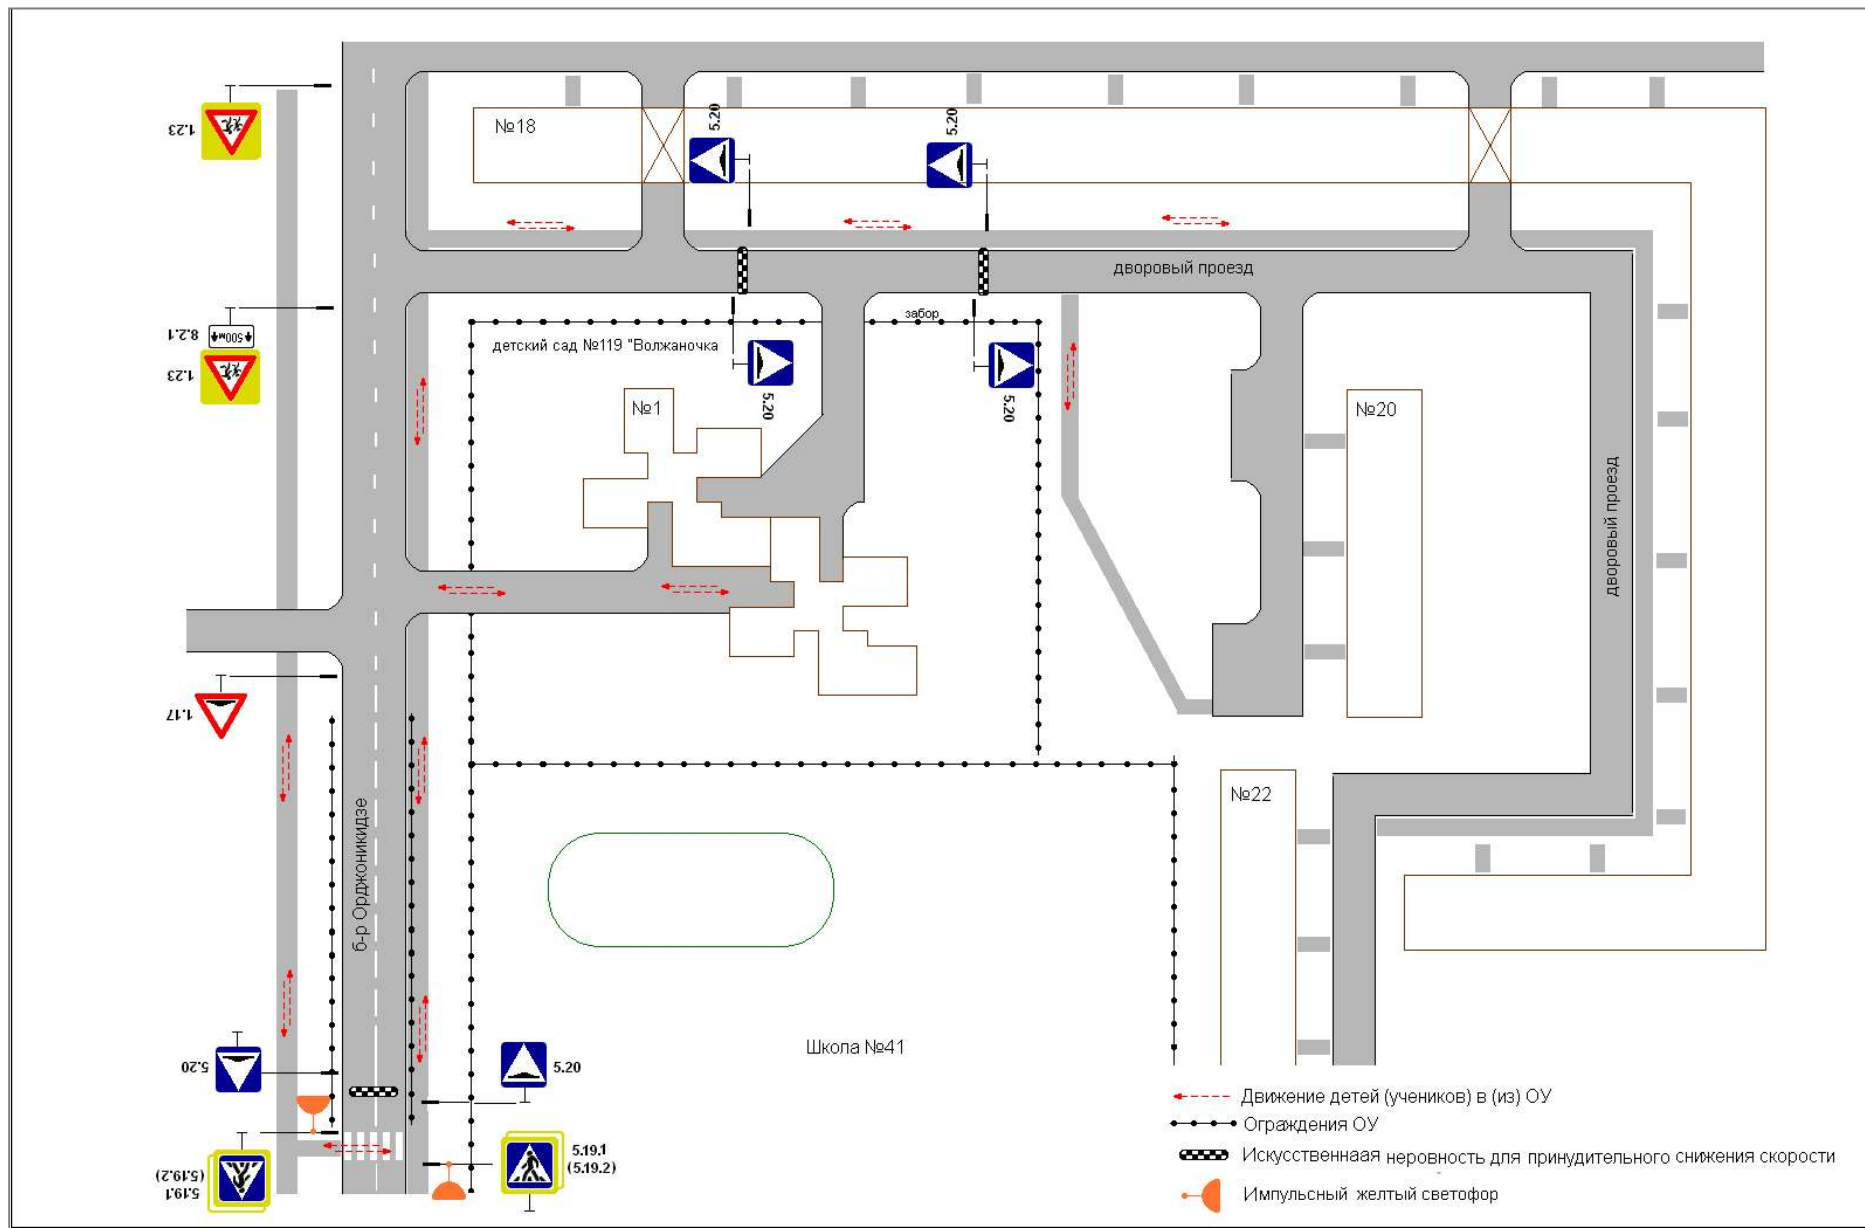 1.23
№18
5.20
5.20
дворовый проезд
8.2.1
500м
1.23
забор
детский сад №119 "Волжаночка
№1
5.20
5.20
№20
дворовый проезд
1.17
№22
б-р Орджоникидзе
Школа №41
5.20
5.20
5.19.1
(5.19.2)
5.19.1
(5.19.2)
Движение детей (учеников) в (из) ОУ
Ограждения ОУ
Искусственнаая неровность для принудительного снижения скорости
Импульсный желтый светофор